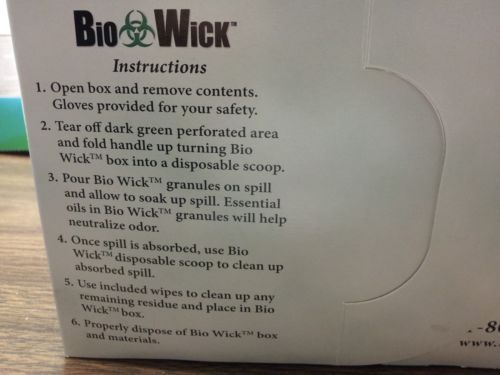 Bio Wick™
Instructions
1. Open box and remove contents.
Gloves provided for your safety.
2. Tear off dark green perforated area
and fold handle up turning Bio
Wick™ box into a disposable scoop.
3. Pour Bio Wick™ granules on spill
and allow to soak up spill. Essential
oils in Bio Wick™ granules will help
neutralize odor.
4. Once spill is absorbed, use Bio
Wick™ disposable scoop to clean up
absorbed spill.
5. Use included wipes to clean up any
remaining residue and place in Bio
Wick™ box.
6. Properly dispose of Bio Wick™ box
and materials.
-8
www.